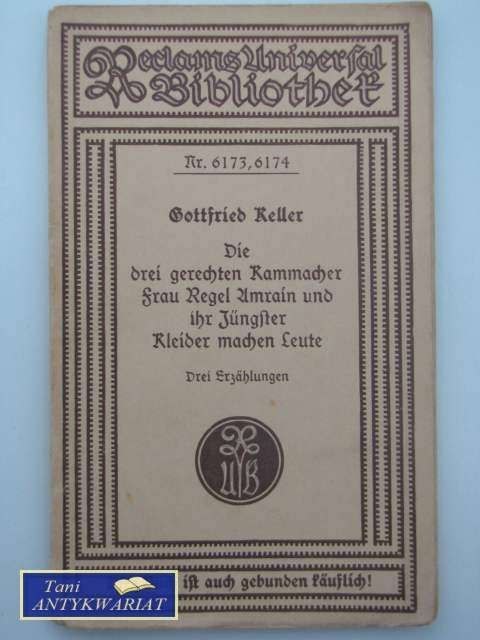 Reclams Universal
Bibliothek
Nr. 6173, 6174
Gottfried Keller
Die
drei gerechten Kammacher
Frau Regel Amrain und
ihr Jüngster
Kleider machen Leute
Drei Erzählungen
R
UB
ist auch gebunden käuflich!
Tani
ANTYKWARIAT